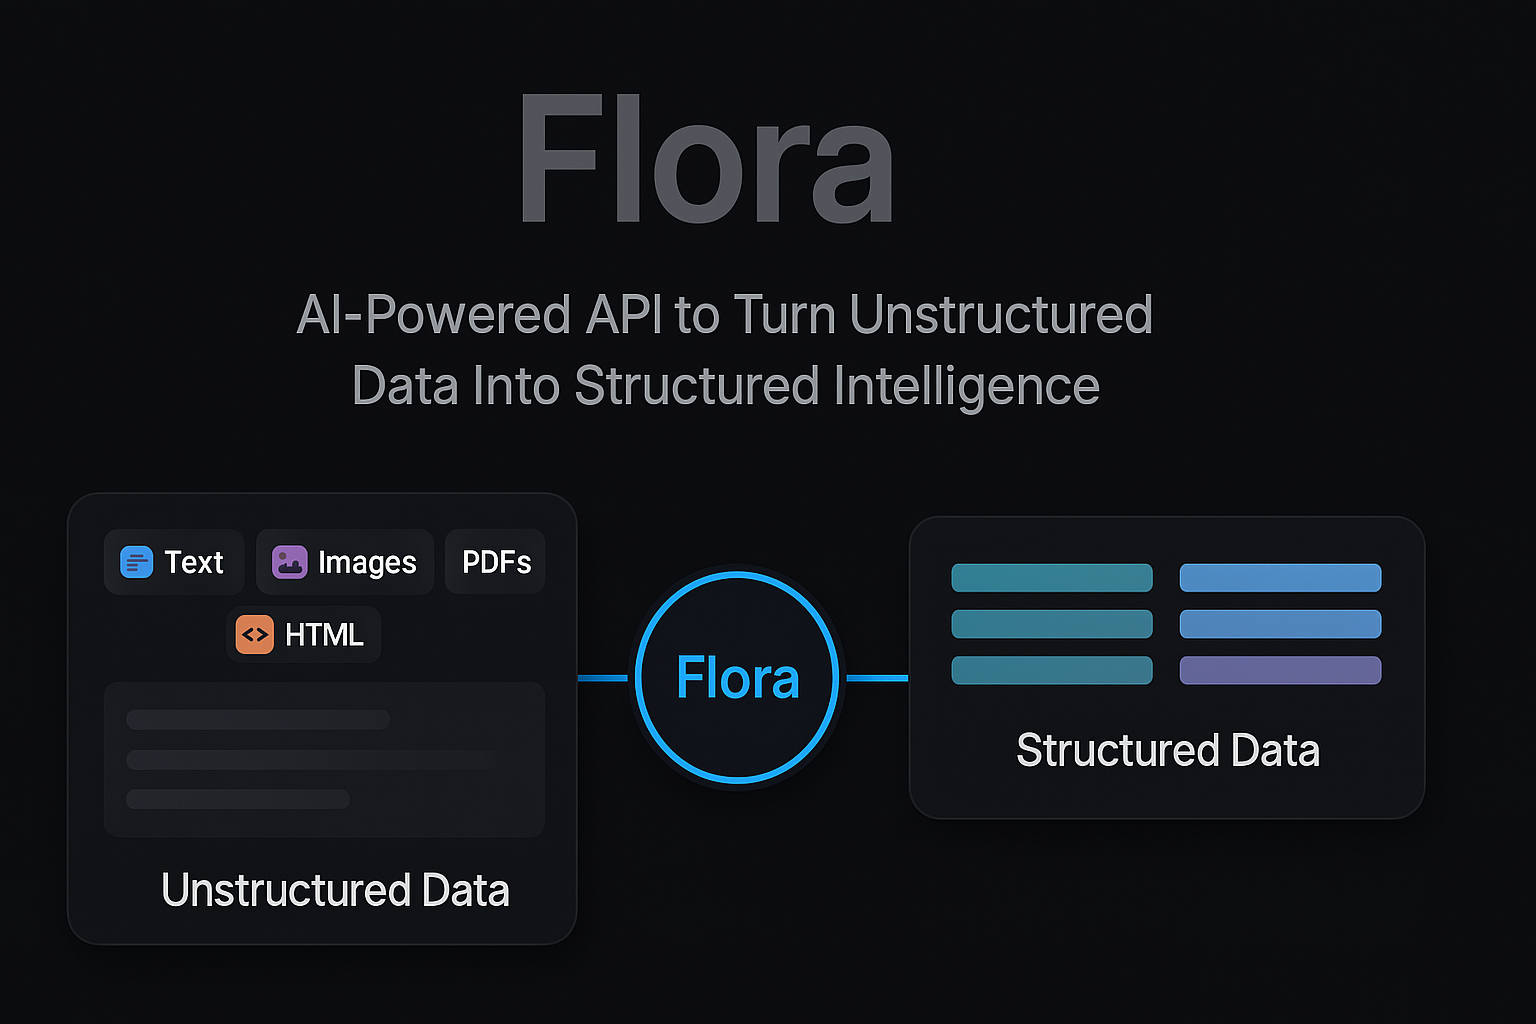 Flora
AI-Powered API to Turn Unstructured
Data Into Structured Intelligence
Text
Images
PDFs
HTML
Unstructured Data
Flora
Structured Data